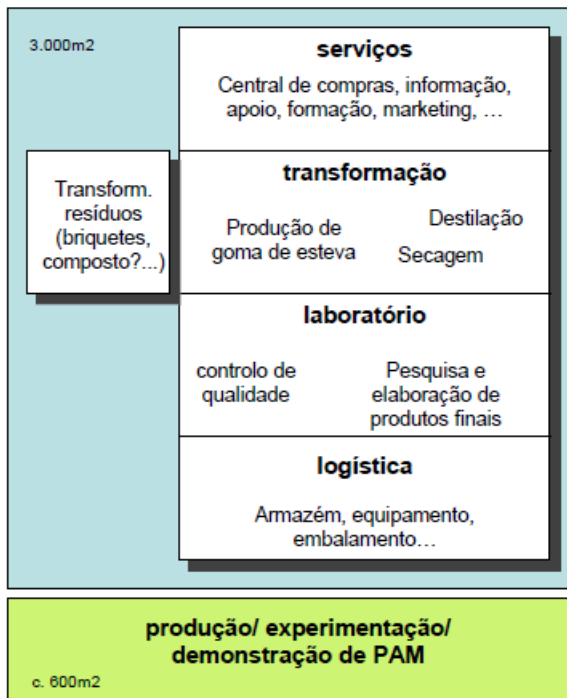 3.000m2
serviços
Central de compras, informação,
apoio, formação, marketing, …
Transform.
resíduos
(briquetes,
composto?...)
transformação
Produção de
goma de esteva
Destilação
Secagem
laboratório
controlo de
qualidade
Pesquisa e
elaboração de
produtos finais
logística
Armazém, equipamento,
embalamento…
produção/ experimentação/
demonstração de PAM
c. 600m2